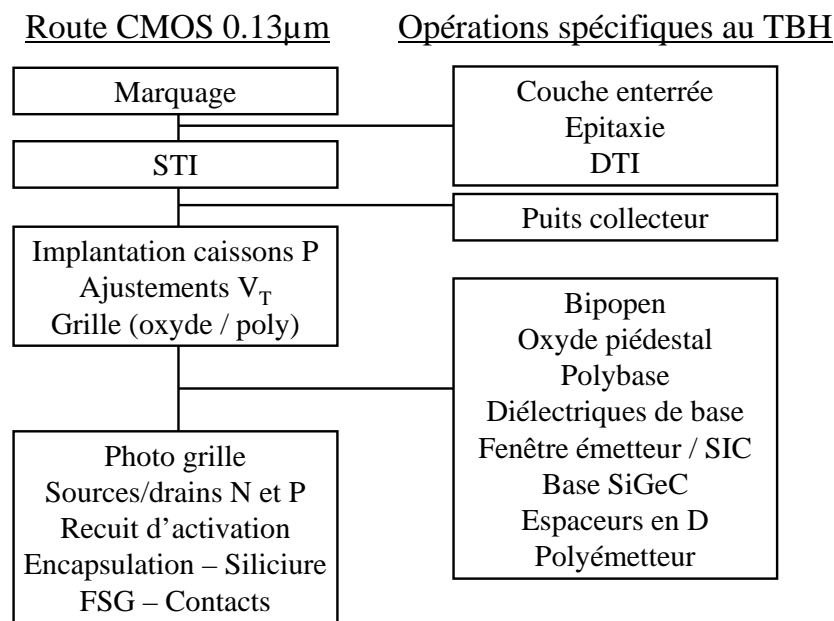 Route CMOS 0.13µm
Opérations spécifiques au TBH
Marquage
STI
Implantation caissons P
Ajustements VT
Grille (oxyde / poly)
Photo grille
Sources/drains N et P
Recuit d’activation
Encapsulation – Siliciure
FSG – Contacts
Couche enterrée
Epitaxie
DTI
Puits collecteur
Bipopen
Oxyde piédestal
Polybase
Diélectriques de base
Fenêtre émetteur / SIC
Base SiGeC
Espaceurs en D
Polyémetteur